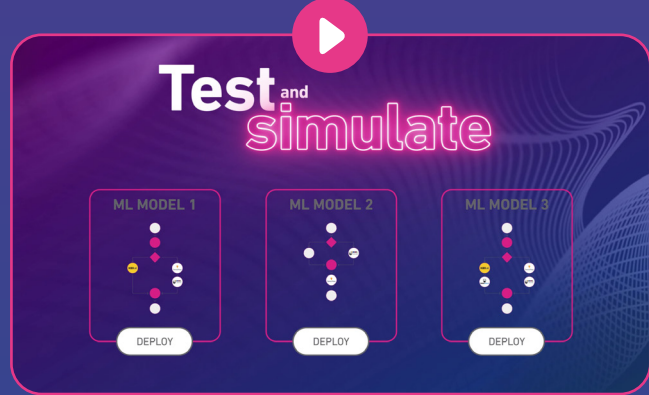 Test and
simulate
ML MODEL 1
ML MODEL 2
ML MODEL 3
DEPLOY
DEPLOY
DEPLOY